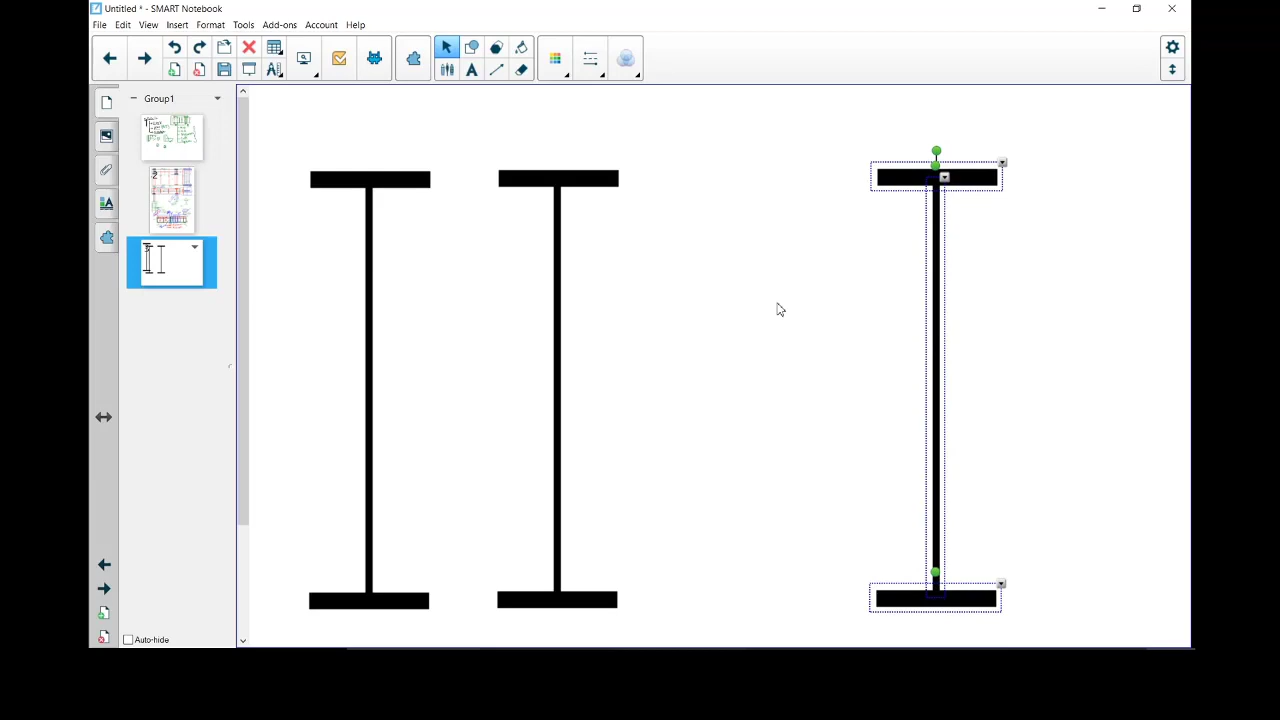 Untitled * - SMART Notebook
File Edit View Insert Format Tools Add-ons Account Help
Group1
Auto-hide